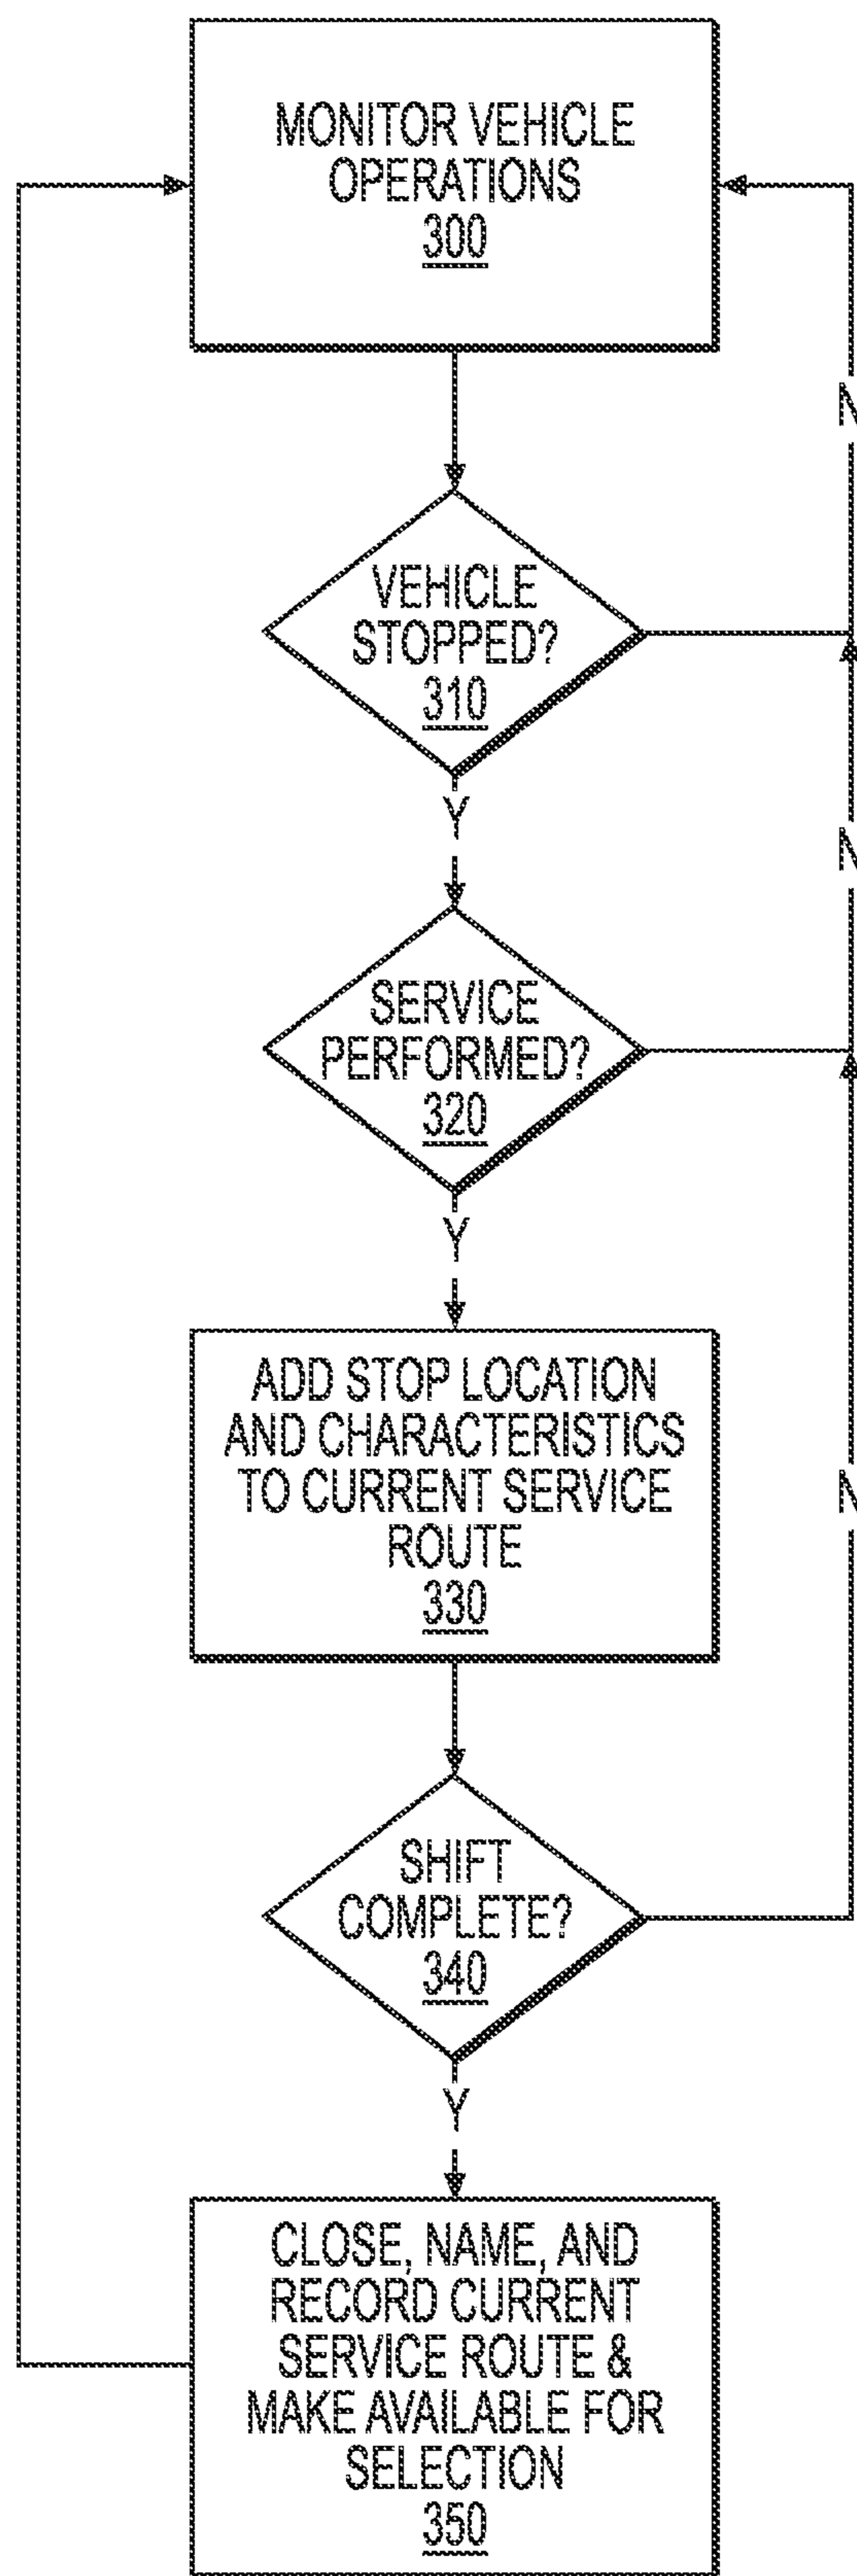 MONITOR VEHICLE
OPERATIONS
300
N
VEHICLE
STOPPED?
310
Y
N
SERVICE
PERFORMED?
320
Y
ADD STOP LOCATION
AND CHARACTERISTICS
TO CURRENT SERVICE
ROUTE
330
N
SHIFT
COMPLETE?
340
Y
CLOSE, NAME, AND
RECORD CURRENT
SERVICE ROUTE &
MAKE AVAILABLE FOR
SELECTION
350